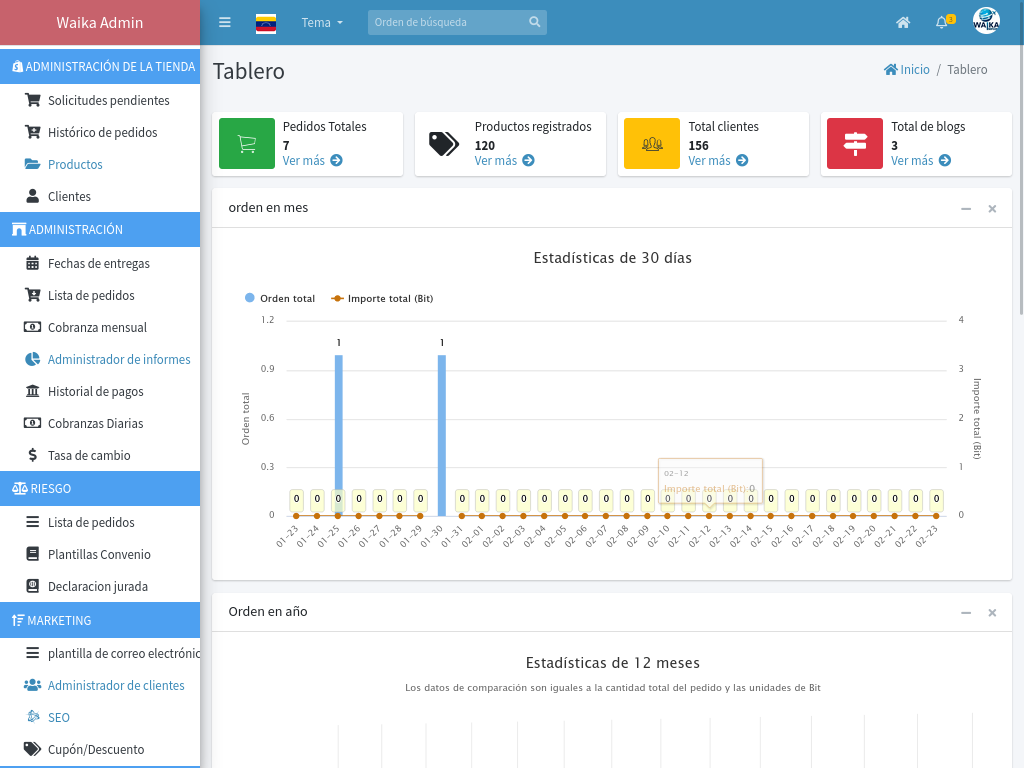 Waika Admin
Tema
Orden de búsqueda
1
WAIKA
ADMINISTRACIÓN DE LA TIENDA
Solicitudes pendientes
Histórico de pedidos
Productos
Clientes
ADMINISTRACIÓN
Fechas de entregas
Lista de pedidos
Cobranza mensual
Administrador de informes
Historial de pagos
Cobranzas Diarias
Tasa de cambio
RIESGO
Lista de pedidos
Plantillas Convenio
Declaracion jurada
MARKETING
plantilla de correo electrónic
Administrador de clientes
SEO
Cupón/Descuento
Tablero
Inicio / Tablero
Pedidos Totales
7
Ver más
Productos registrados
120
Ver más
Total clientes
156
Ver más
Total de blogs
3
Ver más
orden en mes
Estadísticas de 30 días
Orden total Importe total (Bit)
1.2 4
0.9 3
0.6 2
0.3 1
0 0
Orden total
Importe total (Bit)
1 1
02-12
Importe total (Bit): 0
0 0 0 0 0 0 0 0 0 0 0 0 0 0 0 0 0 0 0 0 0 0 0 0 0 0 0 0 0 0 0
01-23 01-24 01-25 01-26 01-27 01-28 01-29 01-30 01-31 02-01 02-02 02-03 02-04 02-05 02-06 02-07 02-08 02-09 02-10 02-11 02-12 02-13 02-14 02-15 02-16 02-17 02-18 02-19 02-20 02-21 02-22 02-23
Orden en año
Estadísticas de 12 meses
Los datos de comparación son iguales a la cantidad total del pedido y las unidades de Bit